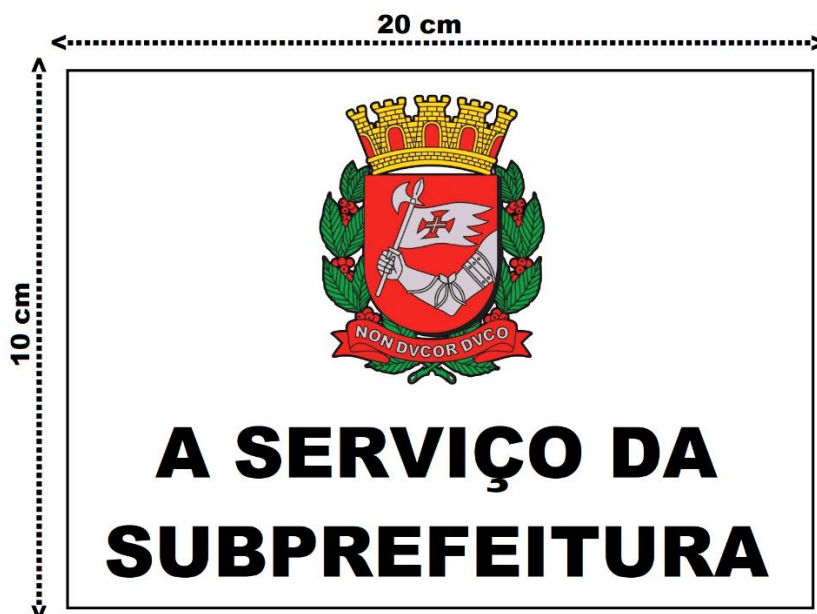 20 cm
10 cm
NON DVCOR DVCO
A SERVIÇO DA
SUBPREFEITURA